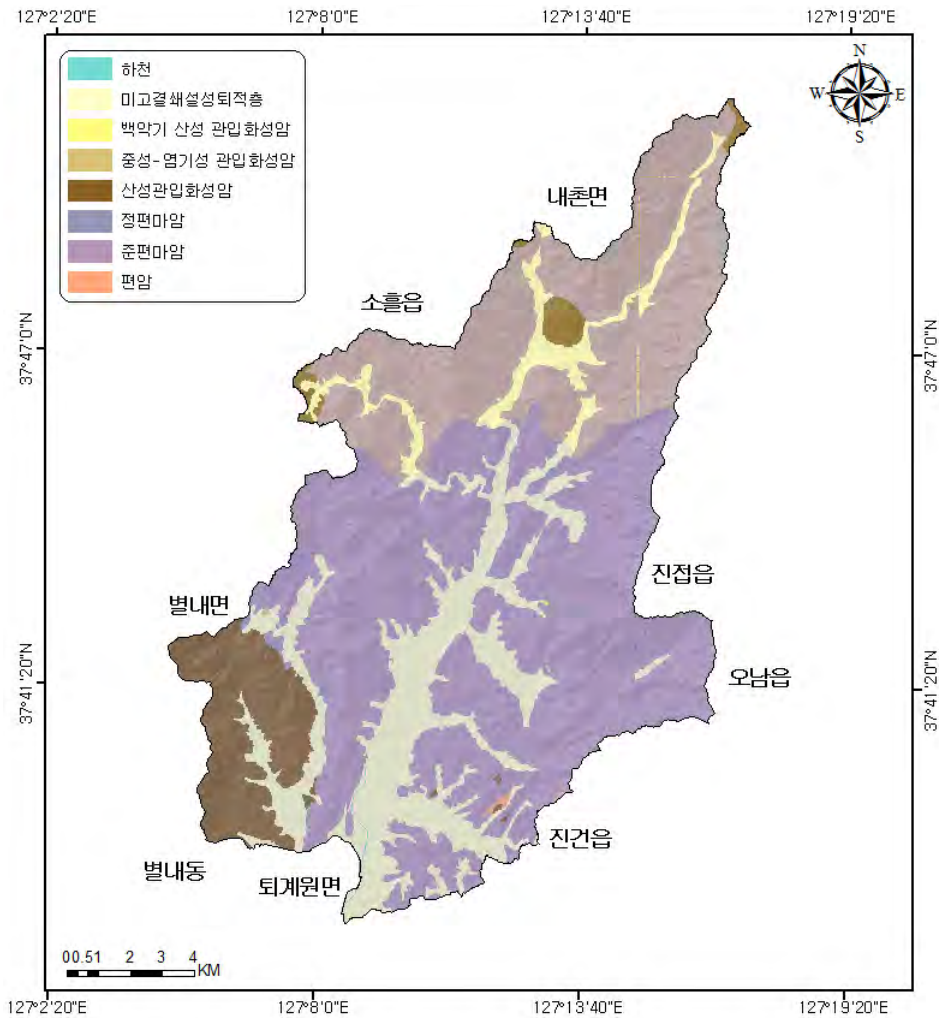 127°2'20"E 127°8'0"E 127°13'40"E 127°19'20"E
N
W E
S
하천
미고결쇄설성퇴적층
백악기 산성 관입화성암
중성-염기성 관입화성암
산성관입화성암
정편마암
준편마암
편암
내촌면
소흘읍
37°47'0"N 37°47'0"N
진접읍
별내면
오남읍
37°41'20"N 37°41'20"N
진건읍
별내동
퇴계원면
00.51 2 3 4
KM
127°2'20"E 127°8'0"E 127°13'40"E 127°19'20"E